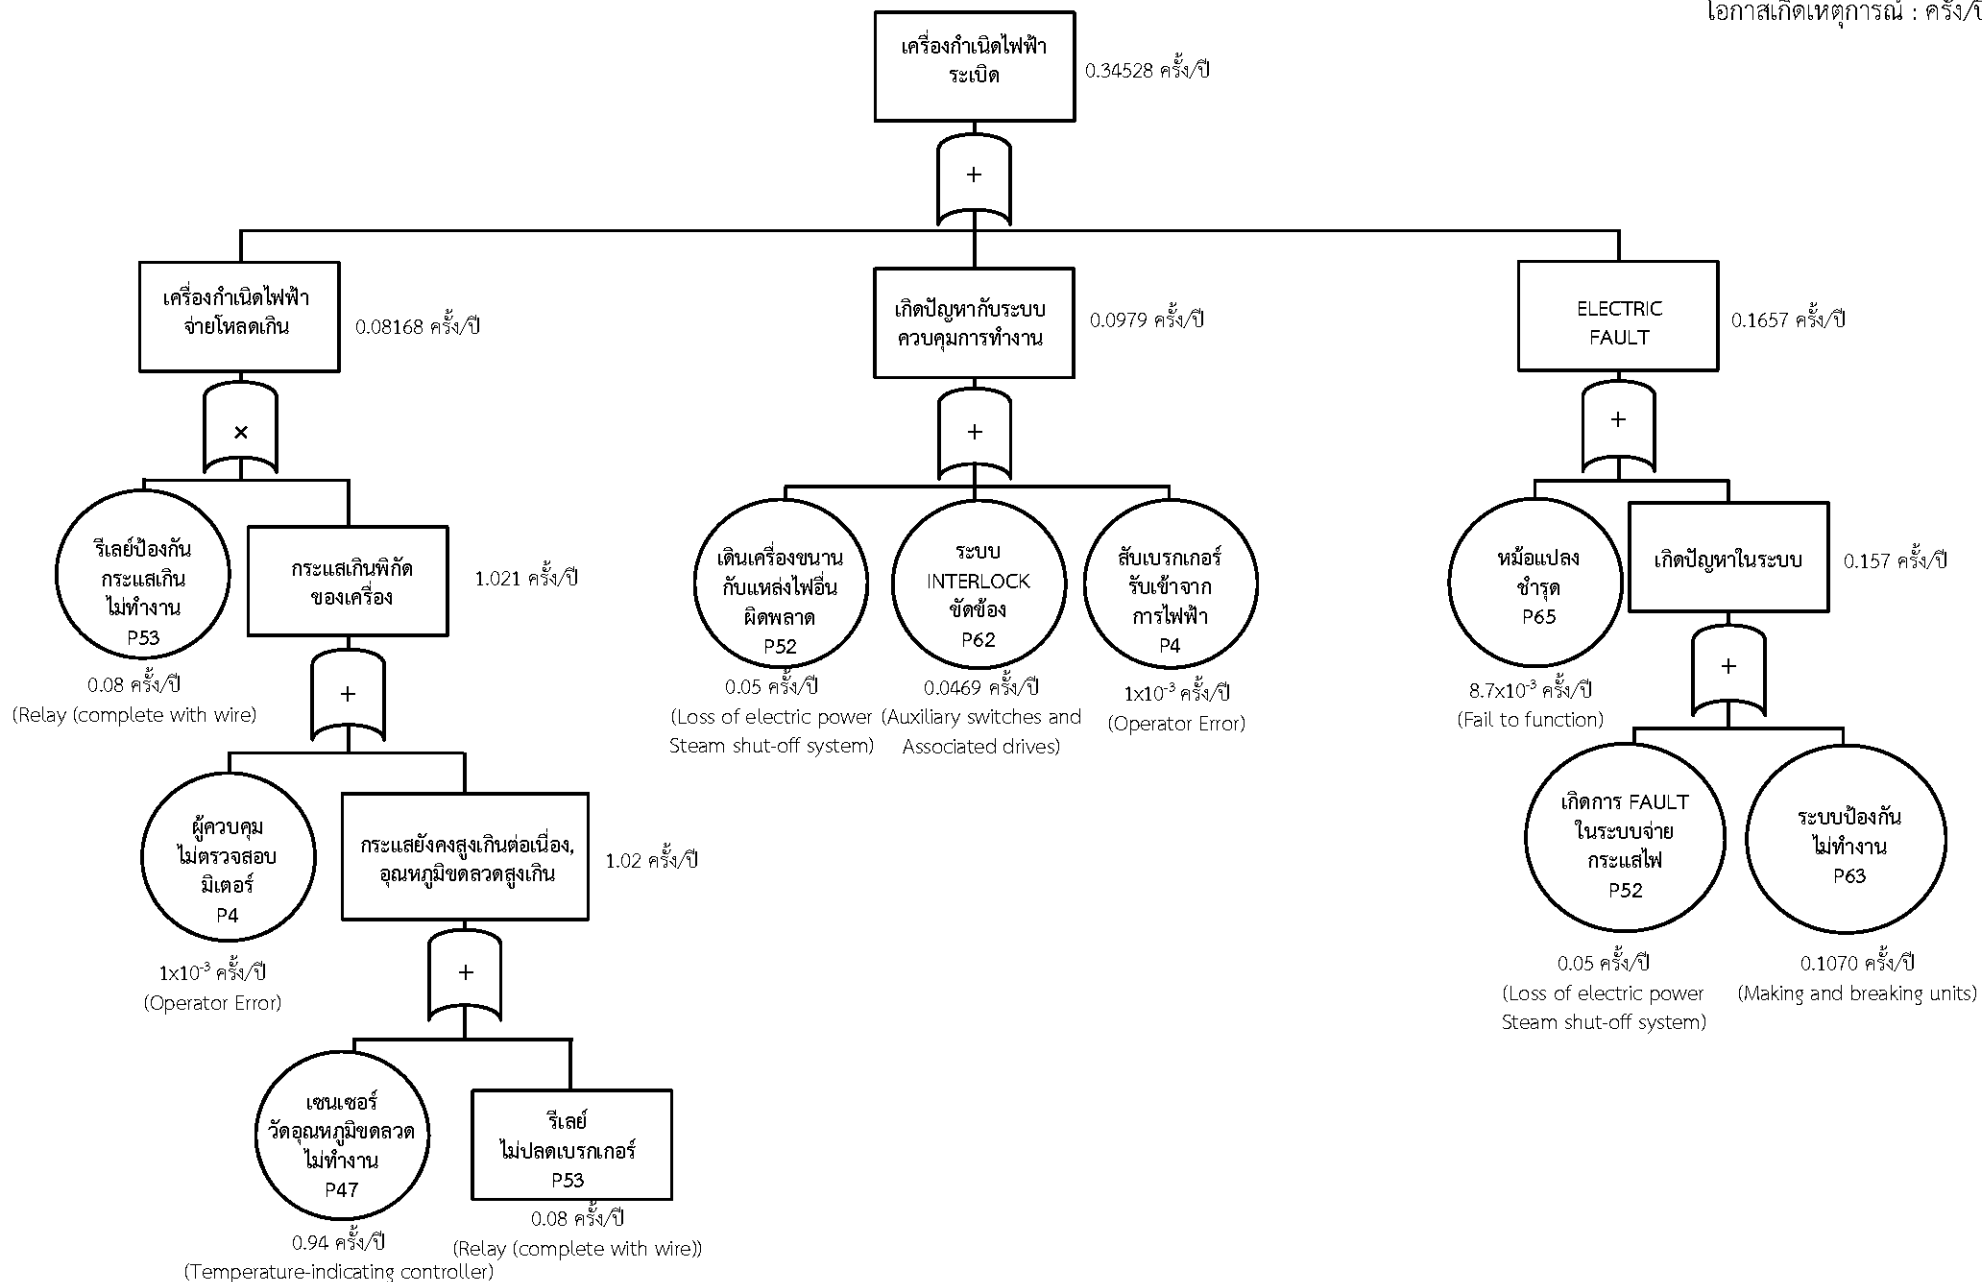 โอกาสเกิดเหตุการณ์ : ครั้ง/ปี
เครื่องกำเนิดไฟฟ้า
ระเบิด
0.34528 ครั้ง/ปี
+
เครื่องกำเนิดไฟฟ้า
จ่ายโหลดเกิน
0.08168 ครั้ง/ปี
เกิดปัญหากับระบบ
ควบคุมการทำงาน
0.0979 ครั้ง/ปี
ELECTRIC
FAULT
0.1657 ครั้ง/ปี
×
+
+
รีเลย์ป้องกัน
กระแสเกิน
ไม่ทำงาน
P53
0.08 ครั้ง/ปี
(Relay (complete with wire)
กระแสเกินพิกัด
ของเครื่อง
1.021 ครั้ง/ปี
เดินเครื่องขนาน
กับแหล่งไฟอื่น
ผิดพลาด
P52
0.05 ครั้ง/ปี
(Loss of electric power
Steam shut-off system)
ระบบ
INTERLOCK
ขัดข้อง
P62
0.0469 ครั้ง/ปี
(Auxiliary switches and
Associated drives)
สับเบรกเกอร์
รับเข้าจาก
การไฟฟ้า
P4
1x10⁻³ ครั้ง/ปี
(Operator Error)
หม้อแปลง
ชำรุด
P65
8.7x10⁻³ ครั้ง/ปี
(Fail to function)
เกิดปัญหาในระบบ
0.157 ครั้ง/ปี
+
+
ผู้ควบคุม
ไม่ตรวจสอบ
มิเตอร์
P4
1x10⁻³ ครั้ง/ปี
(Operator Error)
กระแสยังคงสูงเกินต่อเนื่อง,
อุณหภูมิขดลวดสูงเกิน
1.02 ครั้ง/ปี
เกิดการ FAULT
ในระบบจ่าย
กระแสไฟ
P52
0.05 ครั้ง/ปี
(Loss of electric power
Steam shut-off system)
ระบบป้องกัน
ไม่ทำงาน
P63
0.1070 ครั้ง/ปี
(Making and breaking units)
+
เซนเซอร์
วัดอุณหภูมิขดลวด
ไม่ทำงาน
P47
0.94 ครั้ง/ปี
(Temperature-indicating controller)
รีเลย์
ไม่ปลดเบรกเกอร์
P53
0.08 ครั้ง/ปี
(Relay (complete with wire))